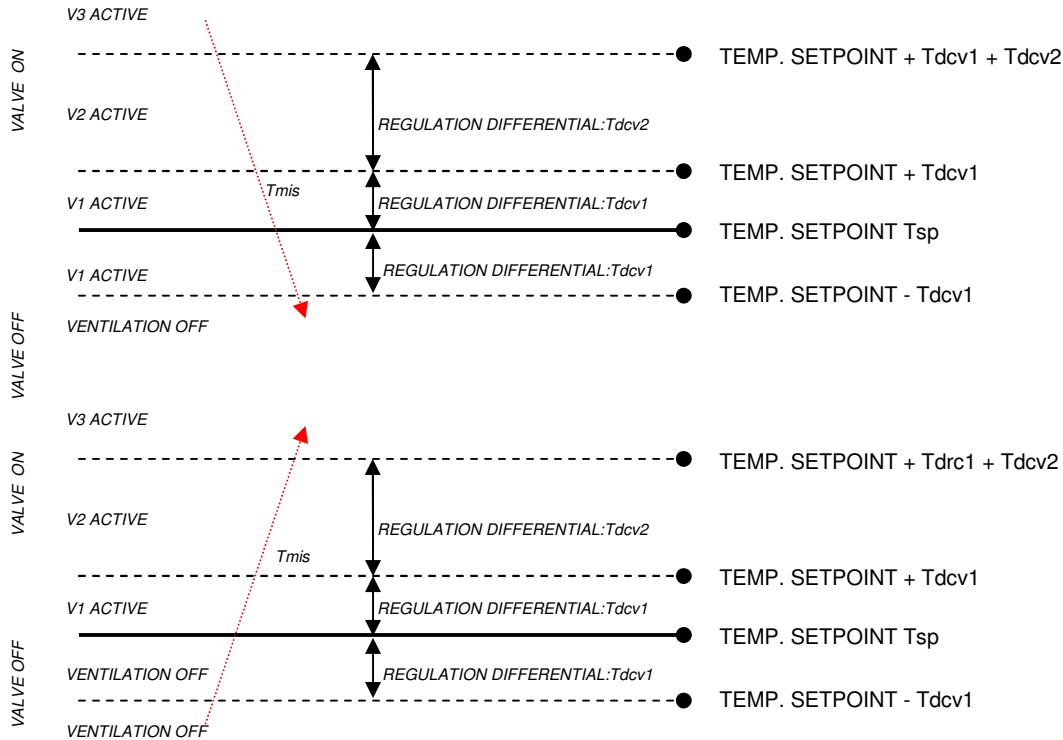 V3 ACTIVE
TEMP. SETPOINT + Tdcv1 + Tdcv2
VALVE ON
V2 ACTIVE
REGULATION DIFFERENTIAL:Tdcv2
TEMP. SETPOINT + Tdcv1
Tmis
V1 ACTIVE
REGULATION DIFFERENTIAL:Tdcv1
TEMP. SETPOINT Tsp
V1 ACTIVE
REGULATION DIFFERENTIAL:Tdcv1
TEMP. SETPOINT - Tdcv1
VENTILATION OFF
VALVE OFF
V3 ACTIVE
TEMP. SETPOINT + Tdrc1 + Tdcv2
VALVE ON
V2 ACTIVE
REGULATION DIFFERENTIAL:Tdcv2
Tmis
TEMP. SETPOINT + Tdcv1
V1 ACTIVE
REGULATION DIFFERENTIAL:Tdcv1
TEMP. SETPOINT Tsp
VALVE OFF
VENTILATION OFF
REGULATION DIFFERENTIAL:Tdcv1
TEMP. SETPOINT - Tdcv1
VENTILATION OFF